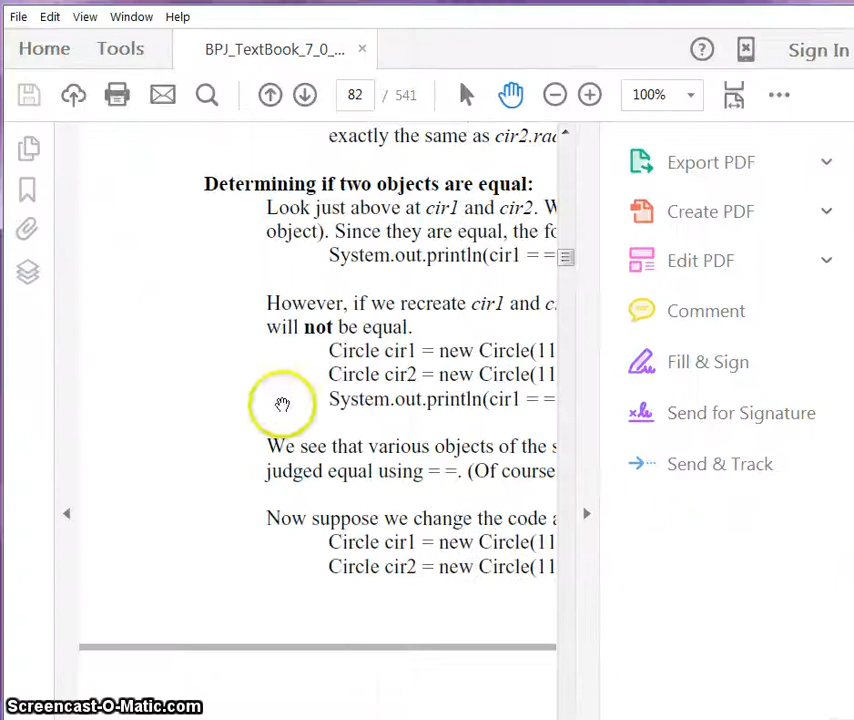 File Edit View Window Help
Home Tools BPJ_TextBook_7_0_... × Sign In
82 / 541 100%
exactly the same as cir2.rad
Determining if two objects are equal:
Look just above at cir1 and cir2. W
object). Since they are equal, the fo
System.out.println(cir1 = =
However, if we recreate cir1 and c
will not be equal.
Circle cir1 = new Circle(11
Circle cir2 = new Circle(11
System.out.println(cir1 = =
We see that various objects of the s
judged equal using = =. (Of course
Now suppose we change the code a
Circle cir1 = new Circle(11
Circle cir2 = new Circle(11
Export PDF
Create PDF
Edit PDF
Comment
Fill & Sign
Send for Signature
Send & Track
Screencast-O-Matic.com